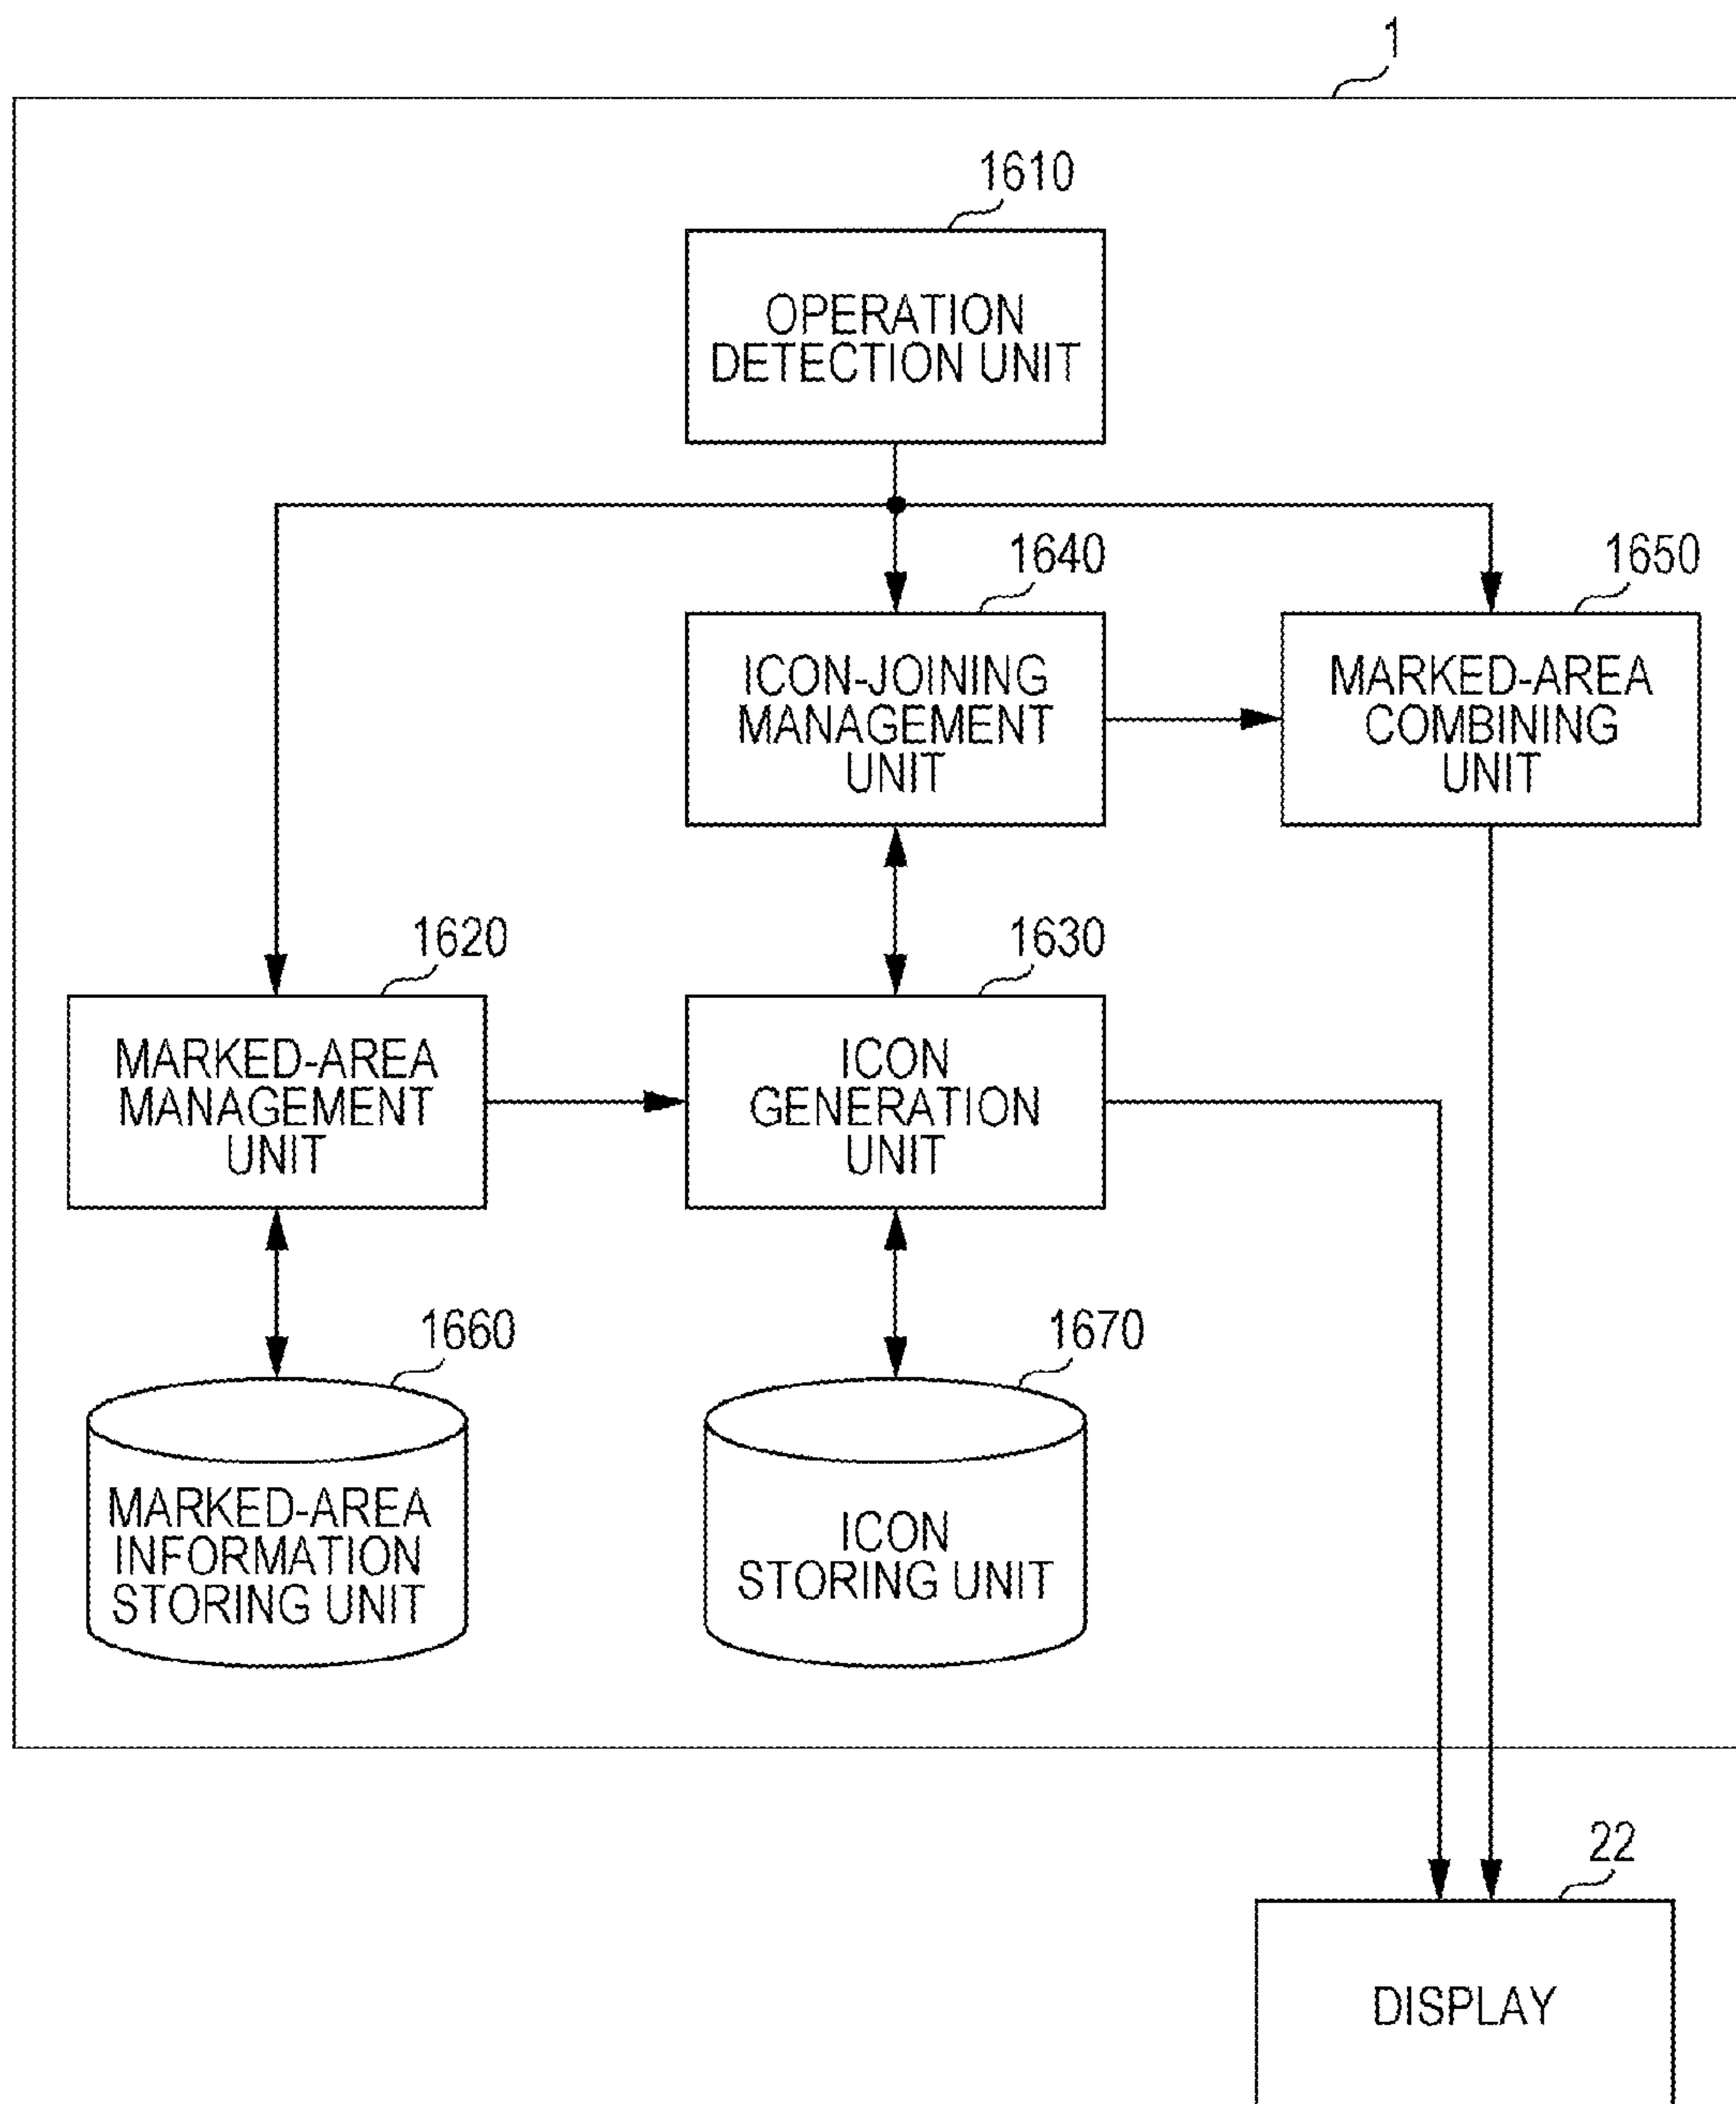 1
1610
OPERATION
DETECTION UNIT
1640
ICON-JOINING
MANAGEMENT
UNIT
1650
MARKED-AREA
COMBINING
UNIT
1620
MARKED-AREA
MANAGEMENT
UNIT
1630
ICON
GENERATION
UNIT
1660
MARKED-AREA
INFORMATION
STORING UNIT
1670
ICON
STORING UNIT
22
DISPLAY